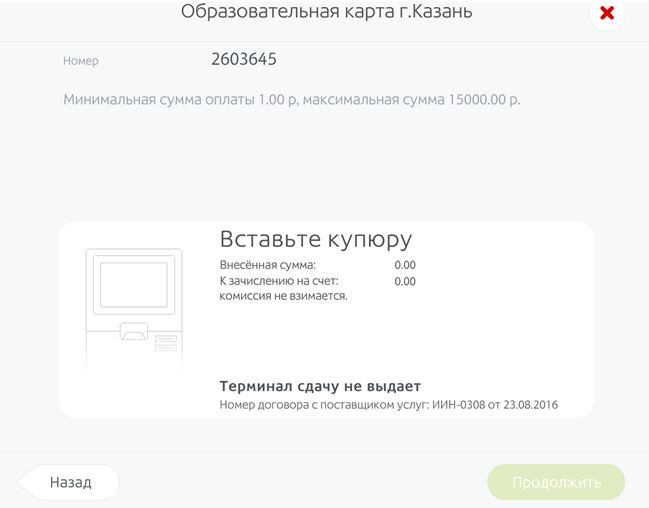 Образовательная карта г.Казань
Номер 2603645
Минимальная сумма оплаты 1.00 р, максимальная сумма 15000.00 р.
Вставьте купюру
Внесённая сумма: 0.00
К зачислению на счет: 0.00
комиссия не взимается.
Терминал сдачу не выдает
Номер договора с поставщиком услуг: ИИН-0308 от 23.08.2016
Назад
Продолжить